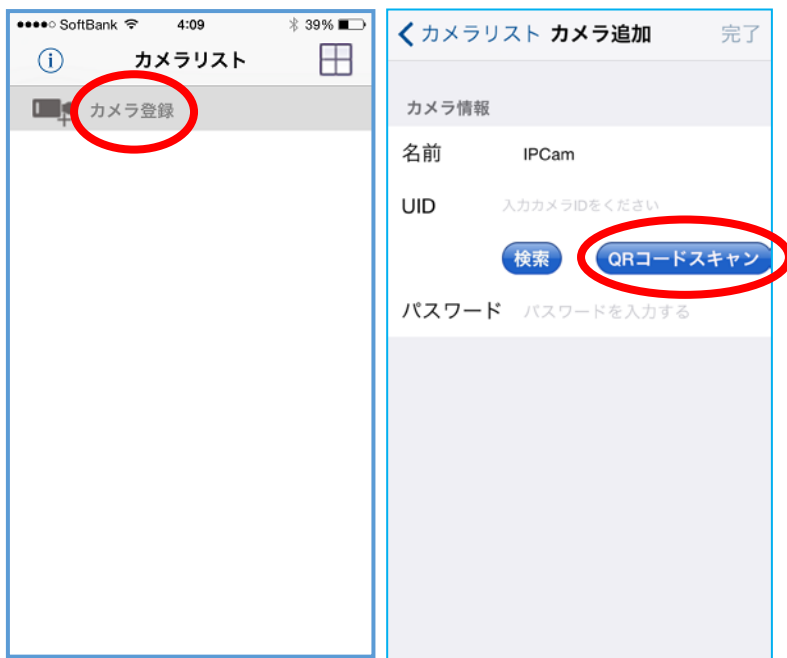 SoftBank 4:09 39%
カメラリスト
カメラ登録
カメラリスト カメラ追加 完了
カメラ情報
名前 IPCam
UID 入力カメラIDをください
検索 QRコードスキャン
パスワード パスワードを入力する